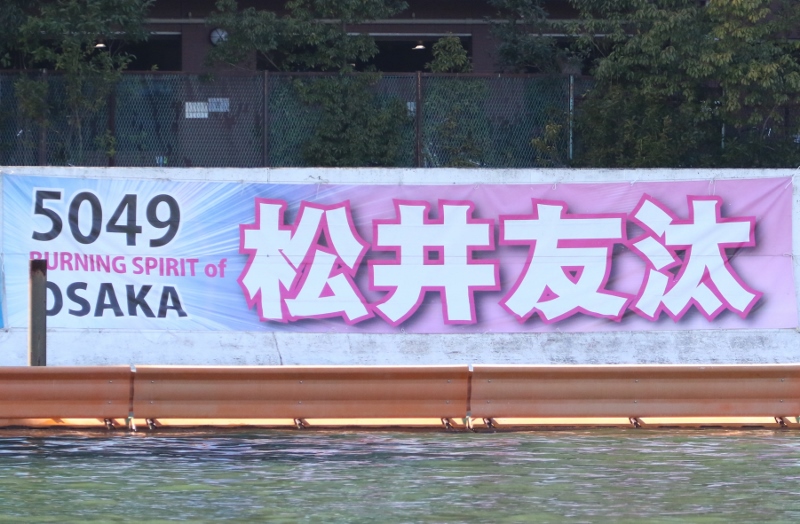 5049
BURNING SPIRIT of
OSAKA
松井友汰